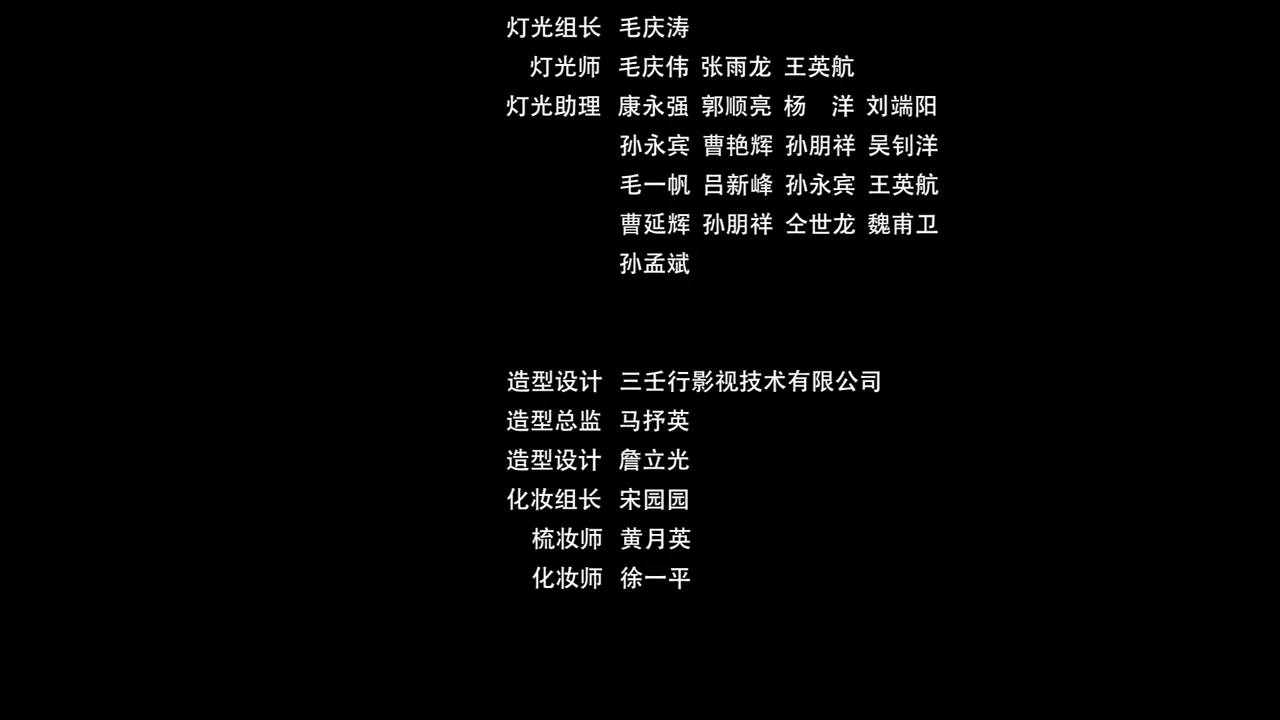 灯光组长 毛庆涛
灯光师 毛庆伟 张雨龙 王英航
灯光助理 康永强 郭顺亮 杨 洋 刘端阳
孙永宾 曹艳辉 孙朋祥 吴钊洋
毛一帆 吕新峰 孙永宾 王英航
曹延辉 孙朋祥 仝世龙 魏甫卫
孙孟斌
造型设计 三壬行影视技术有限公司
造型总监 马抒英
造型设计 詹立光
化妆组长 宋园园
梳妆师 黄月英
化妆师 徐一平